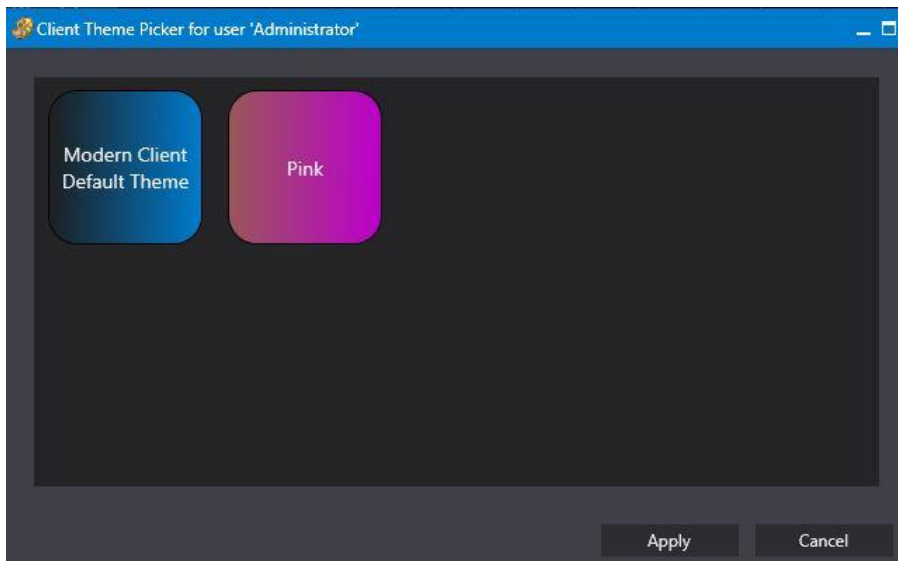 Client Theme Picker for user 'Administrator'
Modern Client
Default Theme
Pink
Apply
Cancel